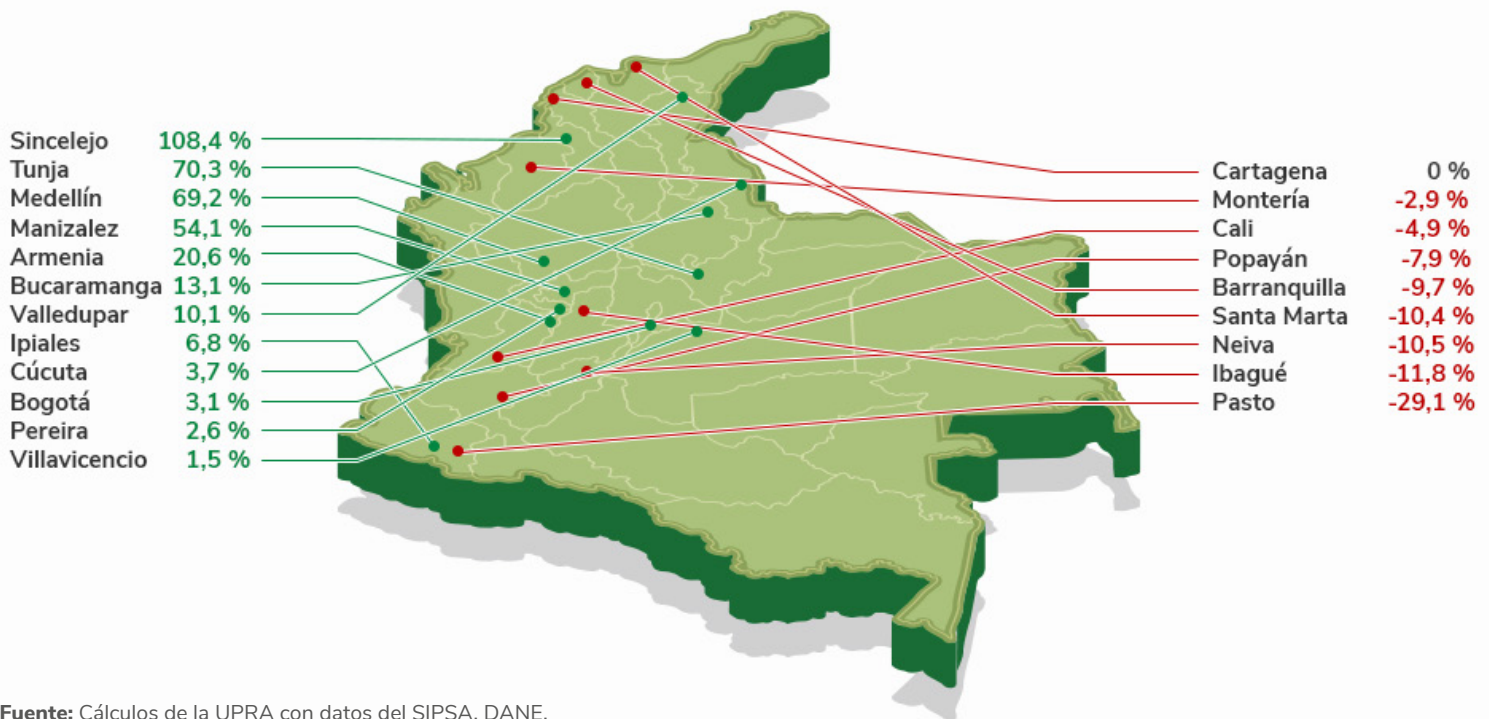 Sincelejo 108,4 %
Tunja 70,3 %
Medellín 69,2 %
Manizalez 54,1 %
Armenia 20,6 %
Bucaramanga 13,1 %
Valledupar 10,1 %
Ipiales 6,8 %
Cúcuta 3,7 %
Bogotá 3,1 %
Pereira 2,6 %
Villavicencio 1,5 %
Cartagena 0 %
Montería -2,9 %
Cali -4,9 %
Popayán -7,9 %
Barranquilla -9,7 %
Santa Marta -10,4 %
Neiva -10,5 %
Ibagué -11,8 %
Pasto -29,1 %
Fuente: Cálculos de la UPRA con datos del SIPSA, DANE.